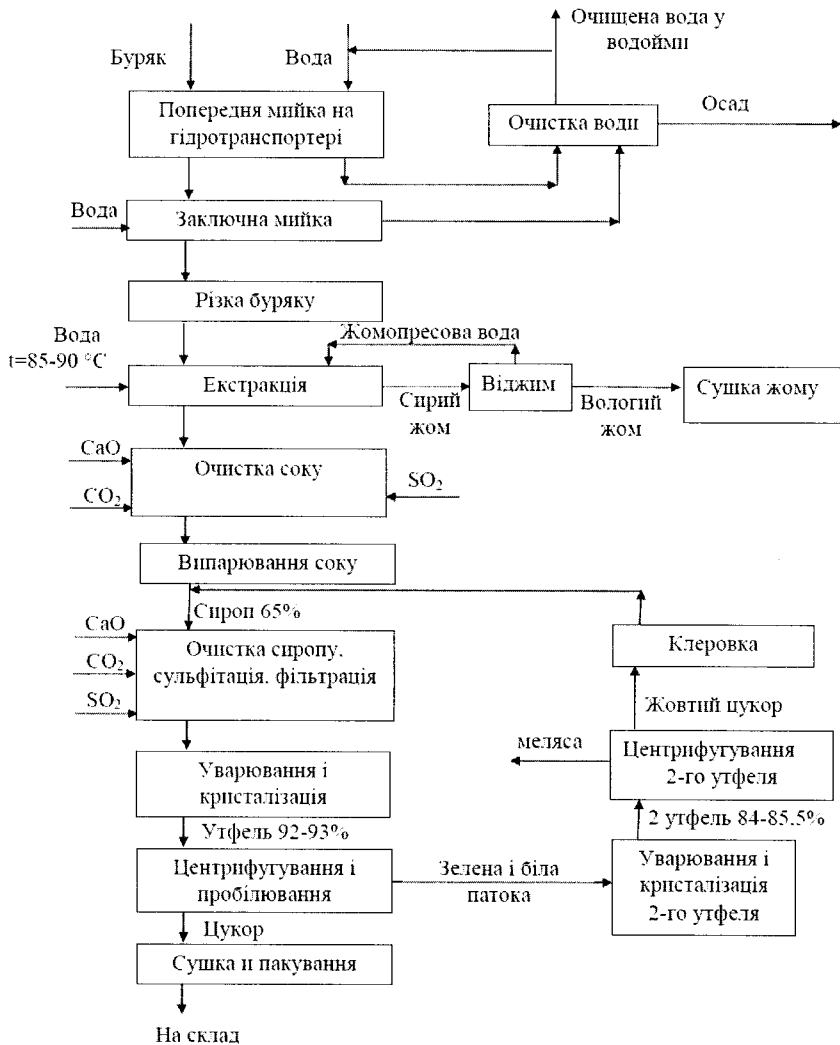 Очищена вода у
водойми
Буряк
Вода
Попередня мийка на
гідротранспортері
Очистка води
Осад
Вода
Заключна мийка
Різка буряку
Вода
t=85-90 °C
Жомопресова вода
Екстракція
Сирий
жом
Віджим
Вологий
жом
Сушка жому
CaO
CO₂
Очистка соку
SO₂
Випарювання соку
Сироп 65%
CaO
CO₂
SO₂
Очистка сиропу,
сульфітація, фільтрація
Клеровка
Жовтий цукор
меляса
Центрифугування
2-го утфеля
Уварювання і
кристалізація
Утфель 92-93%
2 утфель 84-85.5%
Центрифугування і
пробілювання
Зелена і біла
патока
Уварювання і
кристалізація
2-го утфеля
Цукор
Сушка и пакування
На склад